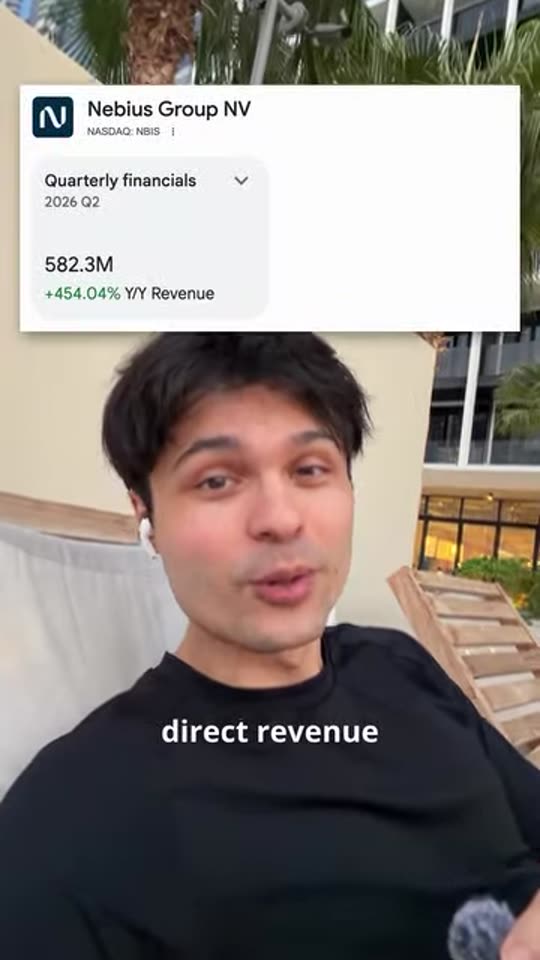 Nebius Group NV
NASDAQ: NBIS
Quarterly financials
2026 Q2
582.3M
+454.04% Y/Y Revenue
direct revenue